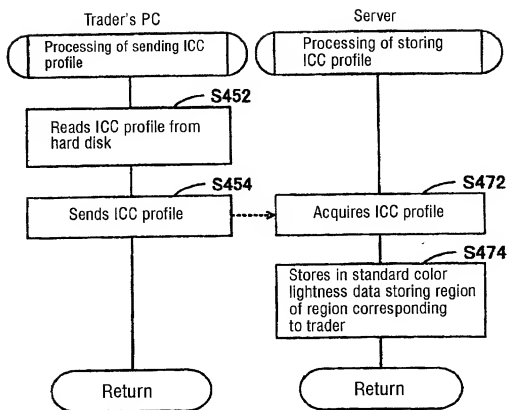 Trader's PC
Processing of sending ICC
profile
S452
Reads ICC profile from
hard disk
S454
Sends ICC profile
Return
Server
Processing of storing
ICC profile
S472
Acquires ICC profile
S474
Stores in standard color
lightness data storing region
of region corresponding
to trader
Return